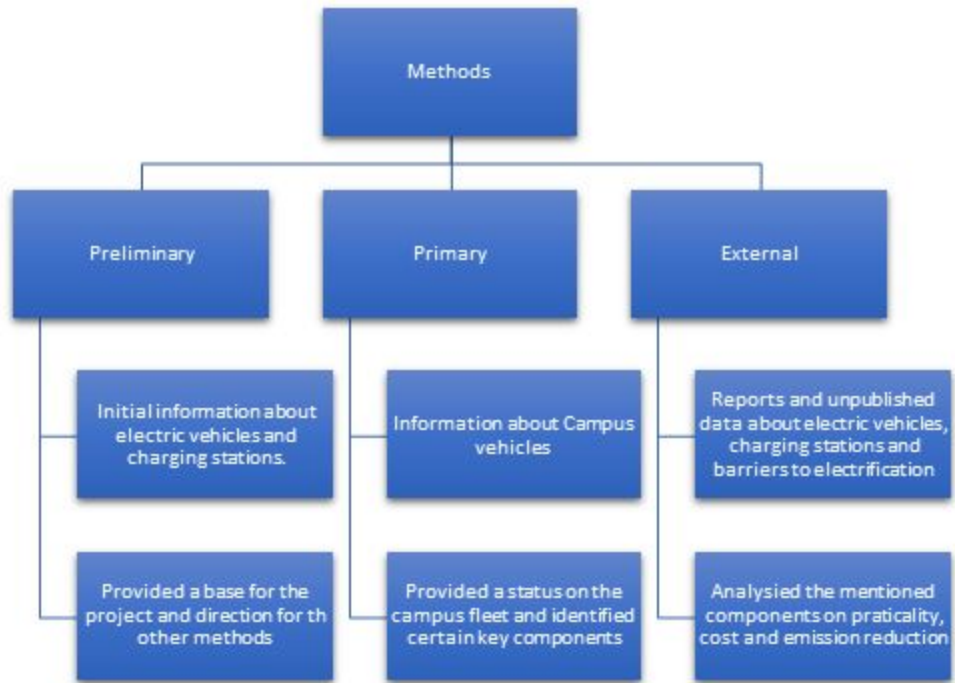 Methods
Preliminary
Primary
External
Initial information about
electric vehicles and
charging stations.
Information about Campus
vehicles
Reports and unpublished
data about electric vehicles,
charging stations and
barriers to electrification
Provided a base for the
project and direction for th
other methods
Provided a status on the
campus fleet and identified
certain key components
Analysied the mentioned
components on praticality,
cost and emission reduction